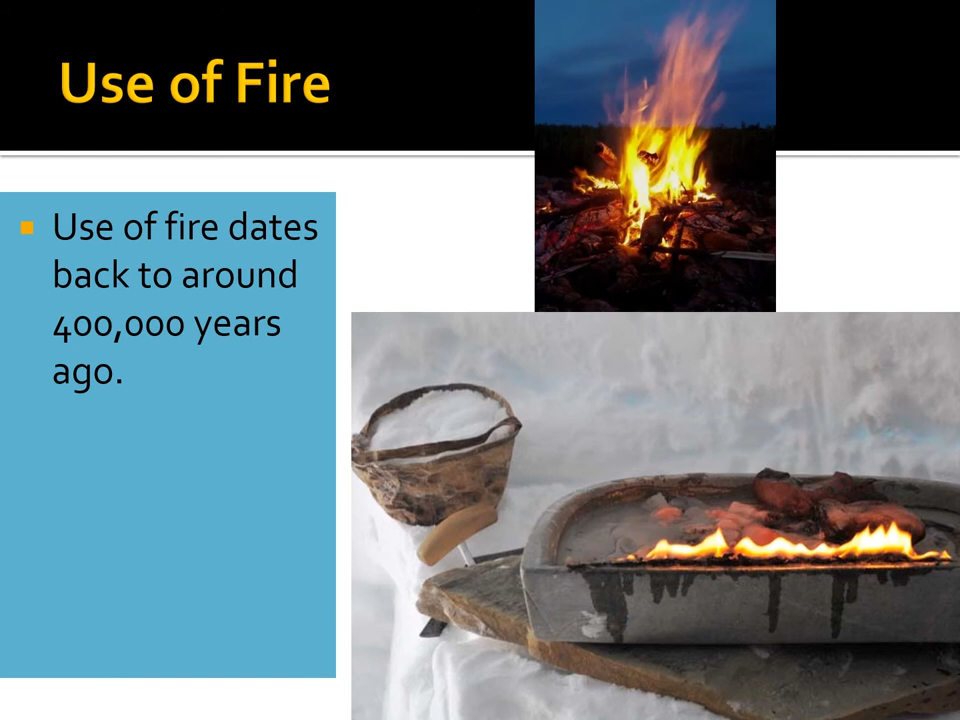 Use of Fire
Use of fire dates
back to around
400,000 years
ago.